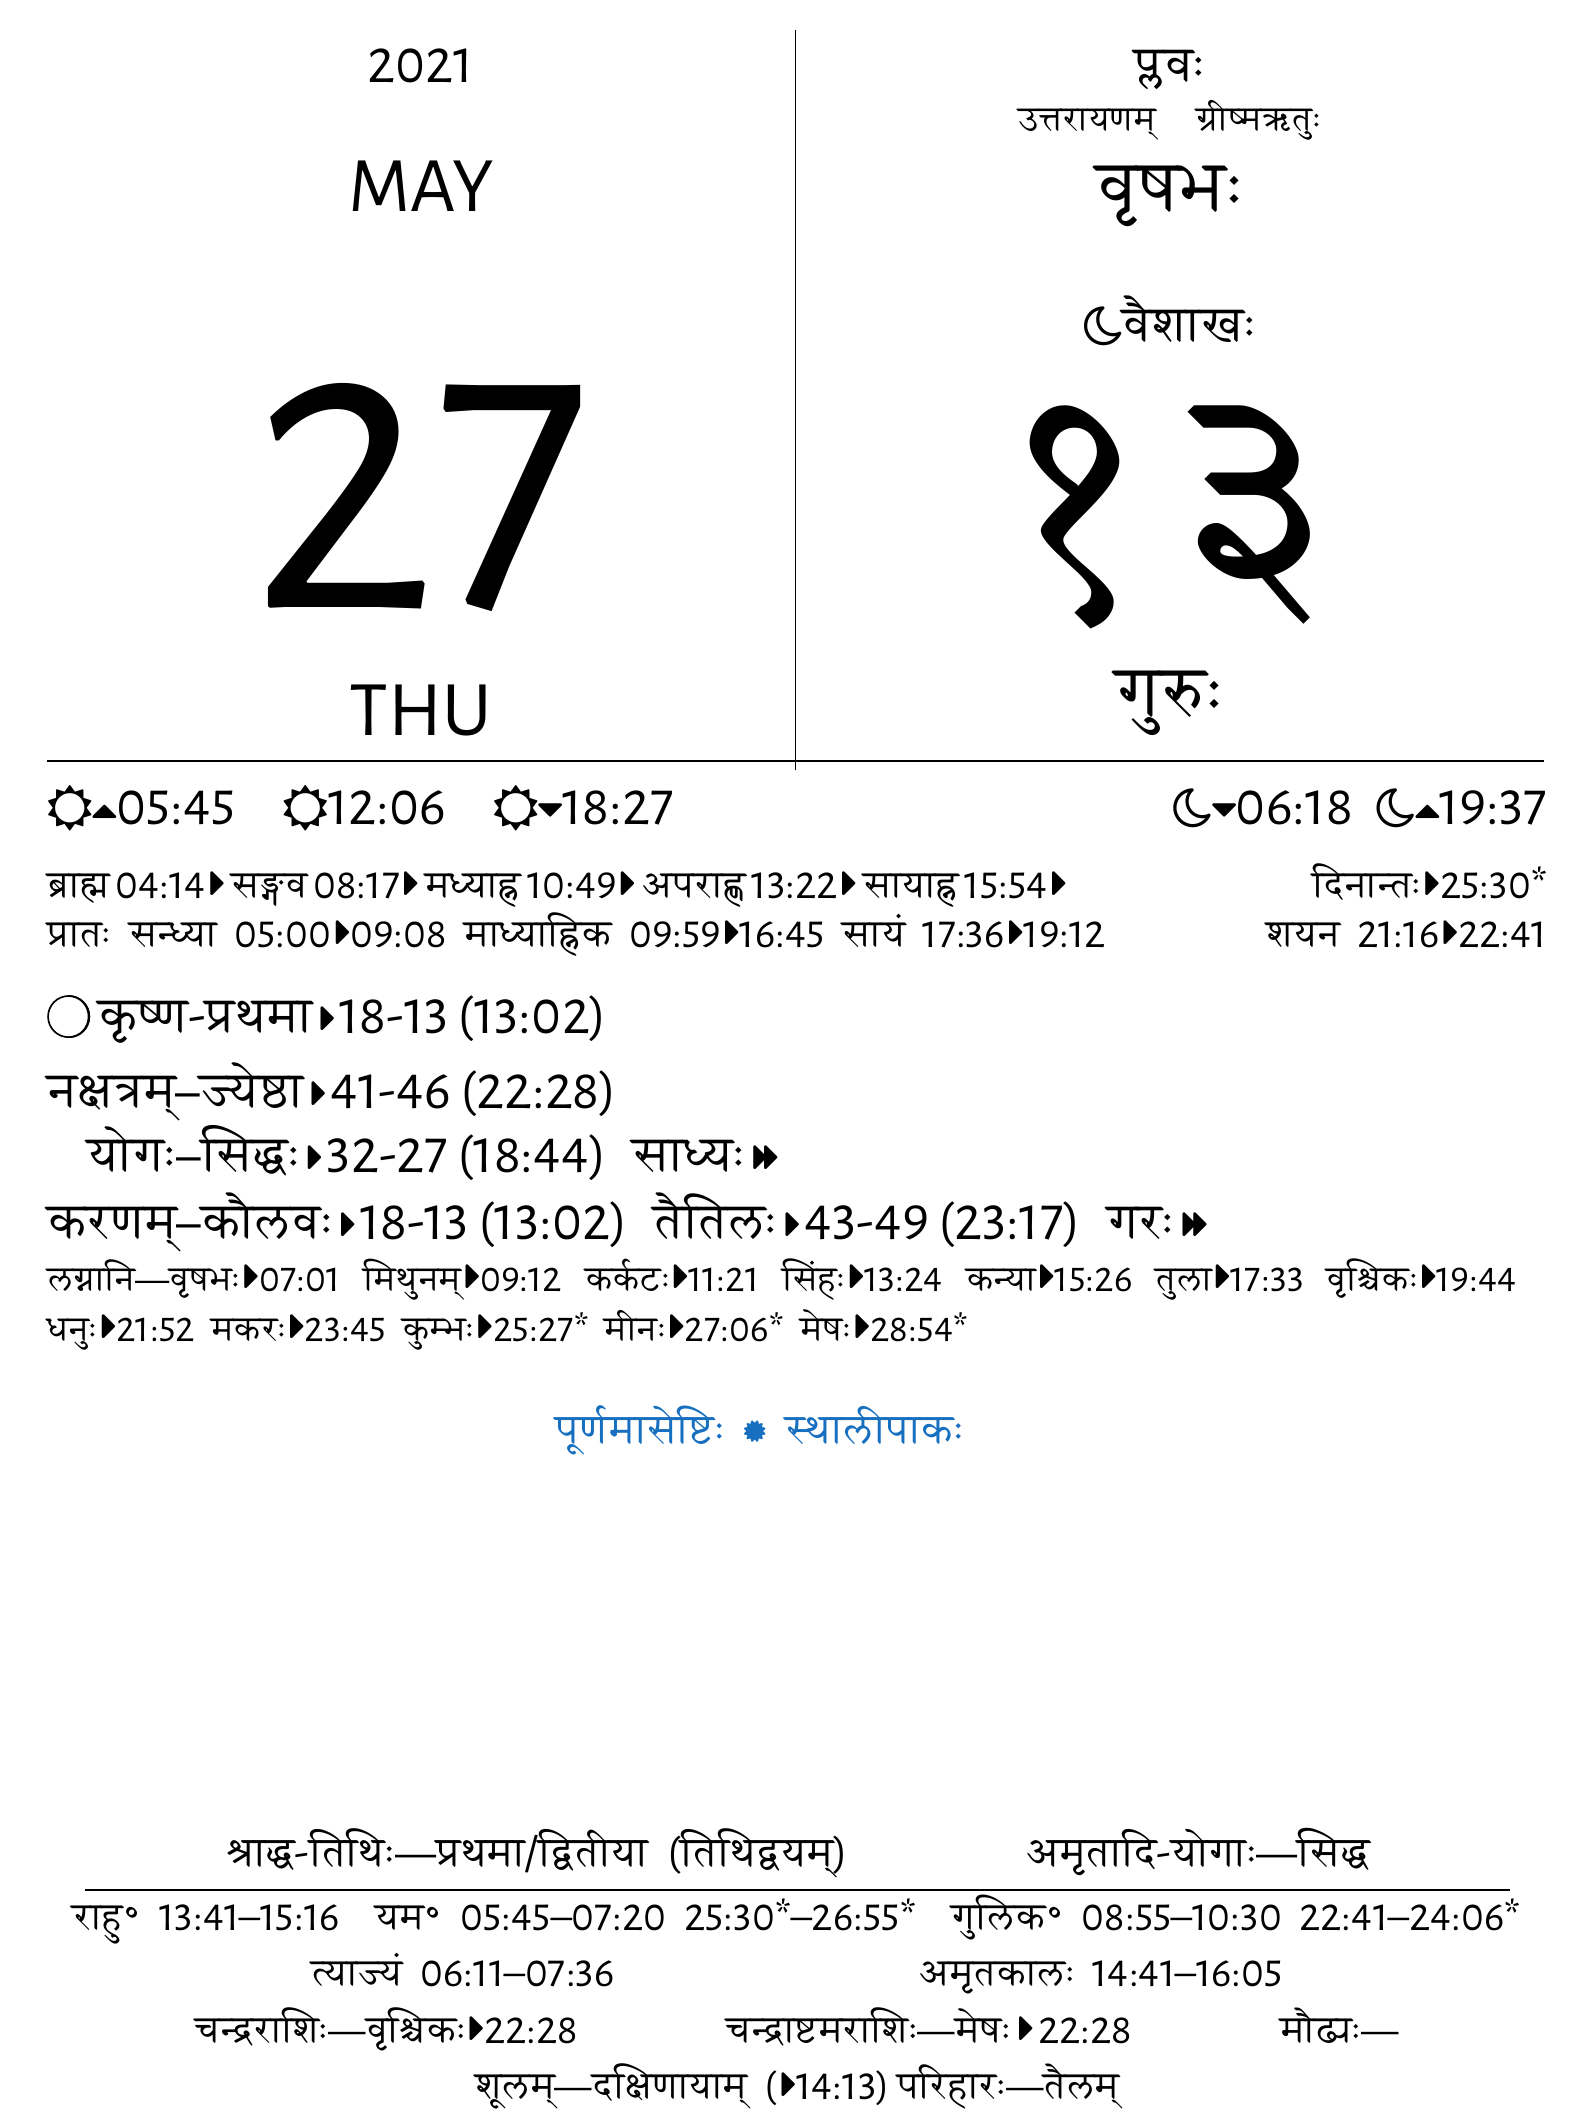 2021
MAY
27
THU
प्लवः
उत्तरायणम् ग्रीष्मऋतुः
वृषभः
वैशाखः
१३
गुरुः
05:45 12:06 18:27 06:18 19:37
ब्राह्म 04:14 सङ्गव 08:17 मध्याह्न 10:49 अपराह्ण 13:22 सायाह्न 15:54 दिनान्तः 25:30*
प्रातः सन्ध्या 05:00 09:08 माध्याह्निक 09:59 16:45 सायं 17:36 19:12 शयन 21:16 22:41
कृष्ण-प्रथमा 18-13 (13:02)
नक्षत्रम्–ज्येष्ठा 41-46 (22:28)
योगः–सिद्धः 32-27 (18:44) साध्यः
करणम्–कौलवः 18-13 (13:02) तैतिलः 43-49 (23:17) गरः
लग्नानि—वृषभः 07:01 मिथुनम् 09:12 कर्कटः 11:21 सिंहः 13:24 कन्या 15:26 तुला 17:33 वृश्चिकः 19:44
धनुः 21:52 मकरः 23:45 कुम्भः 25:27* मीनः 27:06* मेषः 28:54*
पूर्णमासेष्टिः स्थालीपाकः
श्राद्ध-तिथिः—प्रथमा/द्वितीया (तिथिद्वयम्) अमृतादि-योगाः—सिद्ध
राहु° 13:41–15:16 यम° 05:45–07:20 25:30*–26:55* गुलिक° 08:55–10:30 22:41–24:06*
त्याज्यं 06:11–07:36 अमृतकालः 14:41–16:05
चन्द्रराशिः—वृश्चिकः 22:28 चन्द्राष्टमराशिः—मेषः 22:28 मौढ्यः—
शूलम्—दक्षिणायाम् ( 14:13) परिहारः—तैलम्